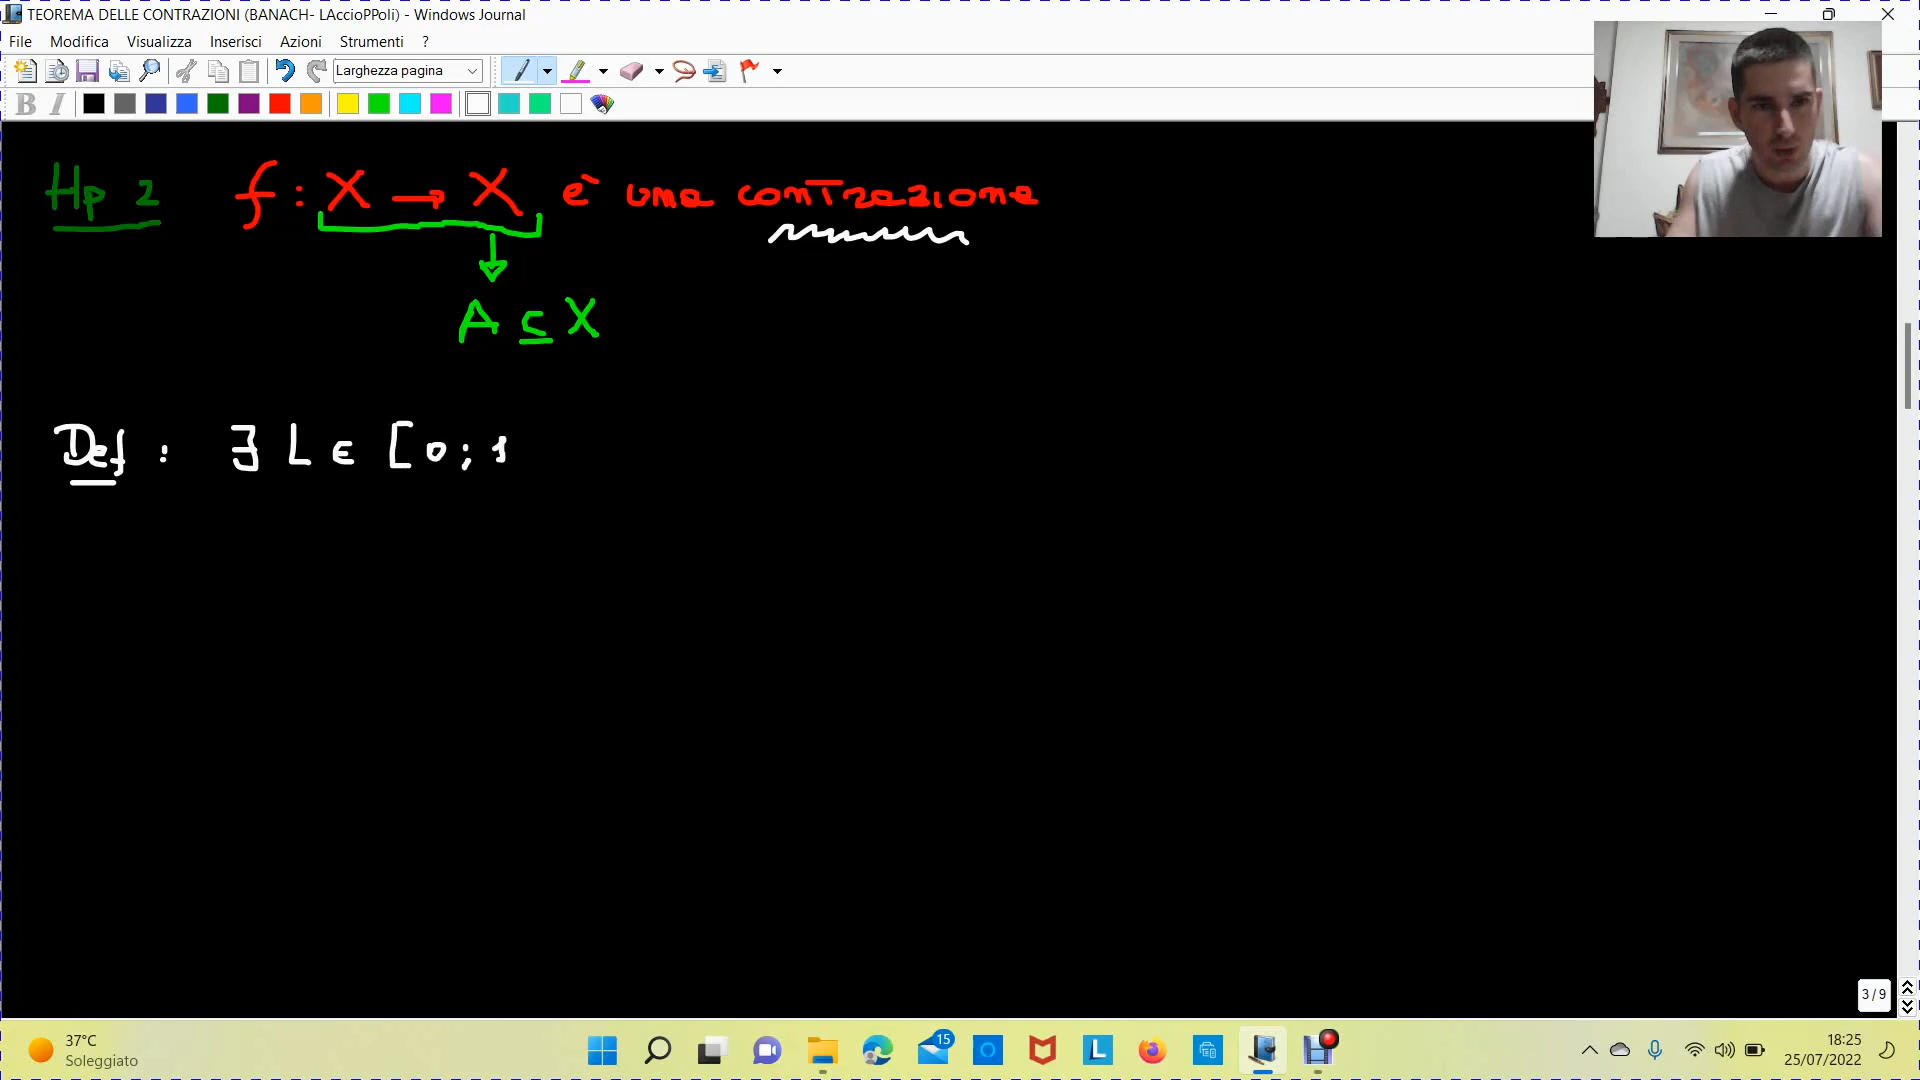 TEOREMA DELLE CONTRAZIONI (BANACH- LAccioPPoli) - Windows Journal
File Modifica Visualizza Inserisci Azioni Strumenti ?
Larghezza pagina
B I
Hp 2 f : X → X è una contrazione
A ⊆ X
Def : ∃ L ∈ [ 0 ; 1
3 / 9
37°C
Soleggiato
15
L
18:25
25/07/2022